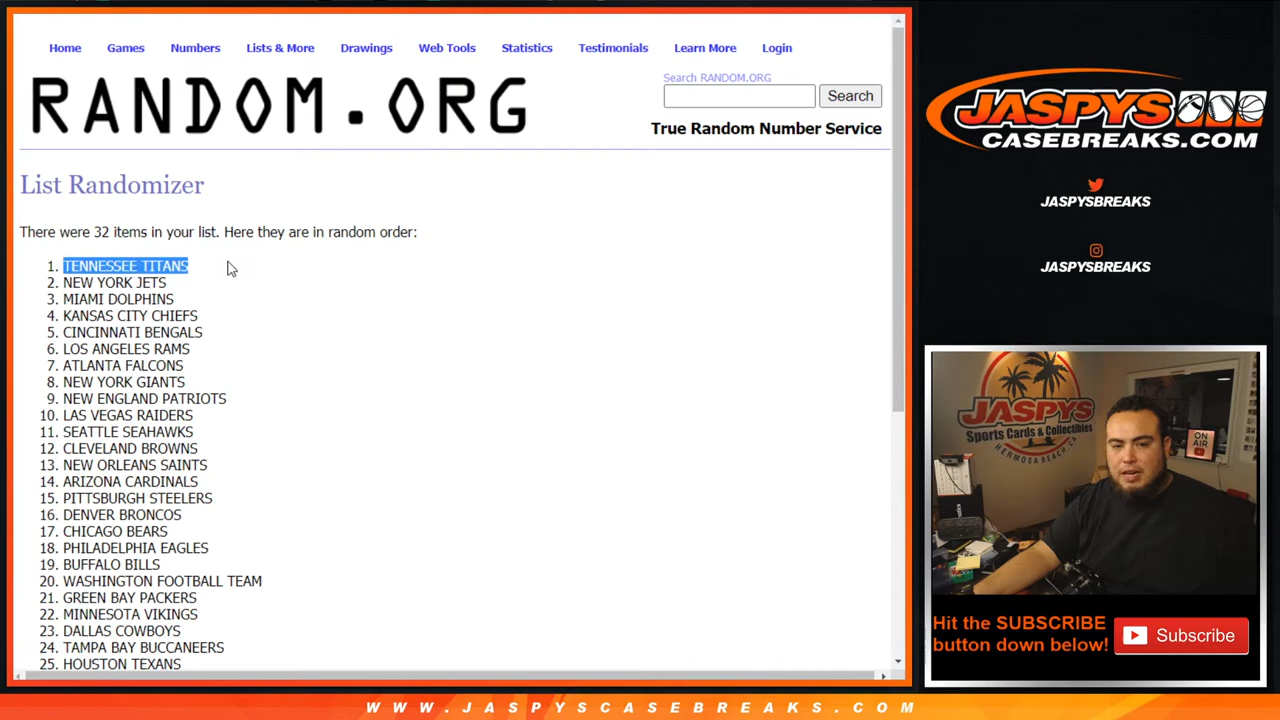 Home Games Numbers Lists & More Drawings Web Tools Statistics Testimonials Learn More Login
RANDOM.ORG
Search RANDOM.ORG
Search
True Random Number Service
List Randomizer
There were 32 items in your list. Here they are in random order:
1. TENNESSEE TITANS
2. NEW YORK JETS
3. MIAMI DOLPHINS
4. KANSAS CITY CHIEFS
5. CINCINNATI BENGALS
6. LOS ANGELES RAMS
7. ATLANTA FALCONS
8. NEW YORK GIANTS
9. NEW ENGLAND PATRIOTS
10. LAS VEGAS RAIDERS
11. SEATTLE SEAHAWKS
12. CLEVELAND BROWNS
13. NEW ORLEANS SAINTS
14. ARIZONA CARDINALS
15. PITTSBURGH STEELERS
16. DENVER BRONCOS
17. CHICAGO BEARS
18. PHILADELPHIA EAGLES
19. BUFFALO BILLS
20. WASHINGTON FOOTBALL TEAM
21. GREEN BAY PACKERS
22. MINNESOTA VIKINGS
23. DALLAS COWBOYS
24. TAMPA BAY BUCCANEERS
25. HOUSTON TEXANS
JASPYS
CASEBREAKS.COM
JASPYSBREAKS
JASPYSBREAKS
JASPYS
Sports Cards & Collectibles
HERMOSA BEACH, CA
ON
AIR
Hit the SUBSCRIBE
button down below!
Subscribe
WWW.JASPYSCASEBREAKS.COM